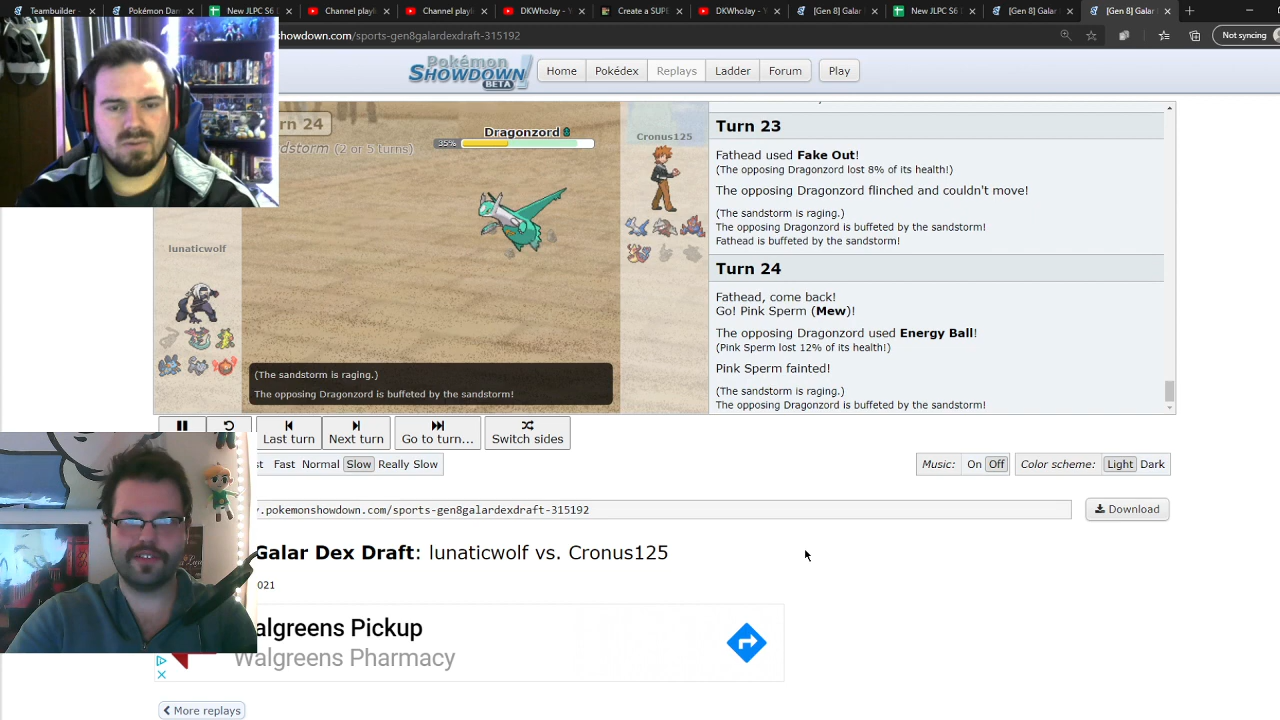 Teambuilder -
Pokémon Dam
New JLPC S6 D
Channel playli
Channel playli
DKWhoJay - Y
Create a SUPE
DKWhoJay - Y
[Gen 8] Galar
New JLPC S6 D
[Gen 8] Galar
[Gen 8] Galar
howdown.com/sports-gen8galardexdraft-315192
Not syncing
Pokémon
Showdown
BETA
Home
Pokédex
Replays
Ladder
Forum
Play
rn 24
dstorm (2 or 5 turns)
35%
Dragonzord
Cronus125
lunaticwolf
(The sandstorm is raging.)
The opposing Dragonzord is buffeted by the sandstorm!
Turn 23
Fathead used Fake Out!
(The opposing Dragonzord lost 8% of its health!)
The opposing Dragonzord flinched and couldn't move!
(The sandstorm is raging.)
The opposing Dragonzord is buffeted by the sandstorm!
Fathead is buffeted by the sandstorm!
Turn 24
Fathead, come back!
Go! Pink Sperm (Mew)!
The opposing Dragonzord used Energy Ball!
(Pink Sperm lost 12% of its health!)
Pink Sperm fainted!
(The sandstorm is raging.)
The opposing Dragonzord is buffeted by the sandstorm!
Last turn
Next turn
Go to turn...
Switch sides
st
Fast
Normal
Slow
Really Slow
Music:
On
Off
Color scheme:
Light
Dark
y.pokemonshowdown.com/sports-gen8galardexdraft-315192
Download
Galar Dex Draft: lunaticwolf vs. Cronus125
021
algreens Pickup
Walgreens Pharmacy
More replays